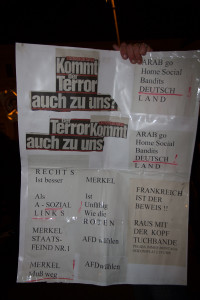 Kommt
Terror
auch zu uns?
Terror Kommt
auch zu uns?
ARAB go
Home Social
Bandits
DEUTSCH !
LAND
ARAB go
Home Social
Bandits
DEUTSCH !
LAND
RECHTS
Ist besser
Als
A - SOZIAL
LINKS
MERKEL
STAATS-
FEIND NR.1
MERKEL
Muß weg
MERKEL
Ist
Unfähig
Wie die
ROTEN
AFD wählen
AFD wählen
FRANKREICH
IST DER
BEWEIS !!
RAUS MIT
DER KOPF
TUCHBANDE